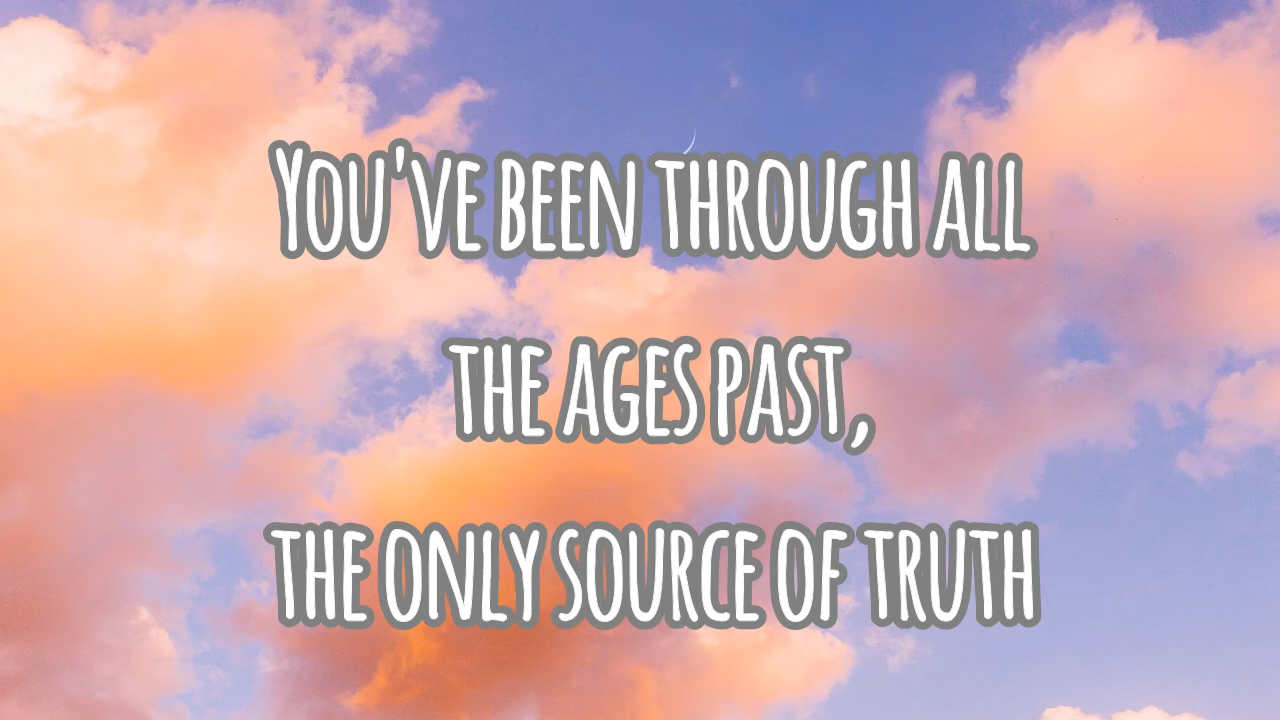 You've been through all
the ages past,
the only source of truth